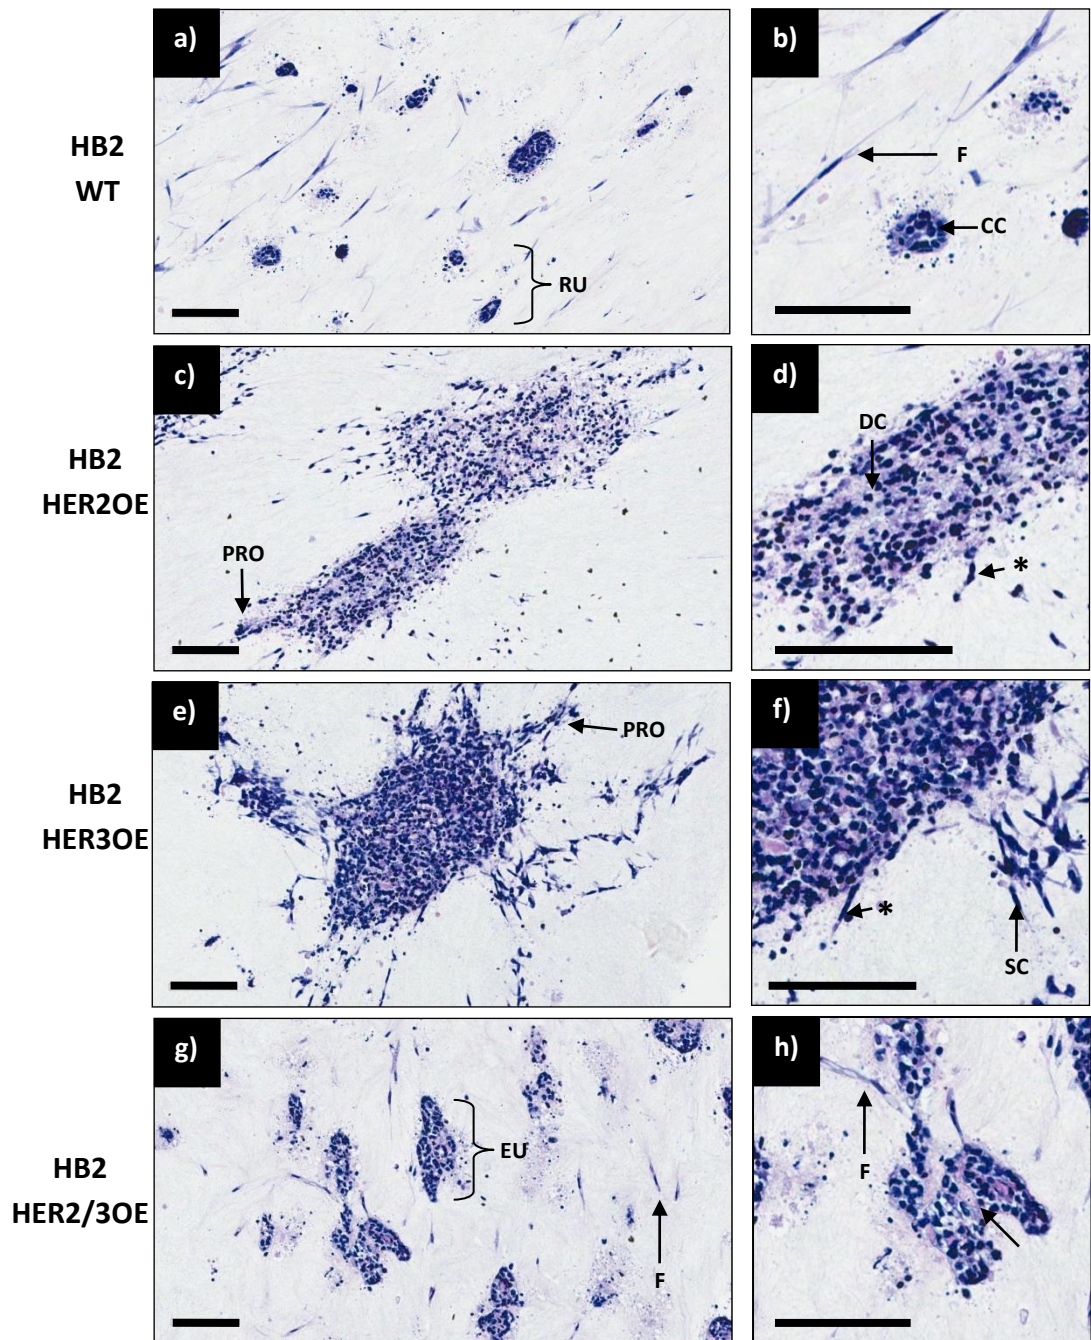 a)
b)
HB2
WT
F
CC
RU
c)
d)
HB2
HER2OE
PRO
DC
*
e)
f)
HB2
HER3OE
PRO
*
SC
g)
h)
HB2
HER2/3OE
EU
F
F